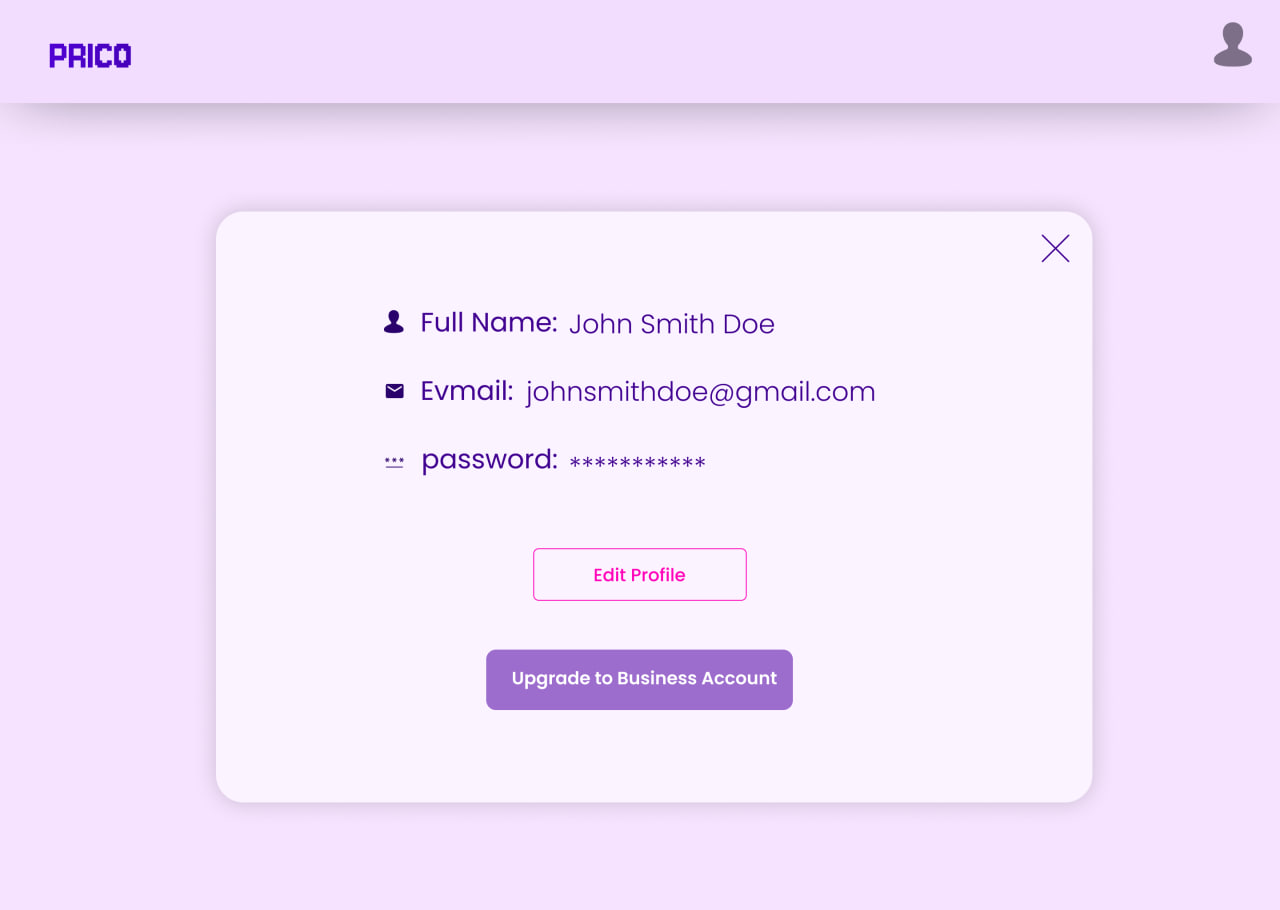 PRICO
Full Name: John Smith Doe
Evmail: johnsmithdoe@gmail.com
*** password: ***********
Edit Profile
Upgrade to Business Account